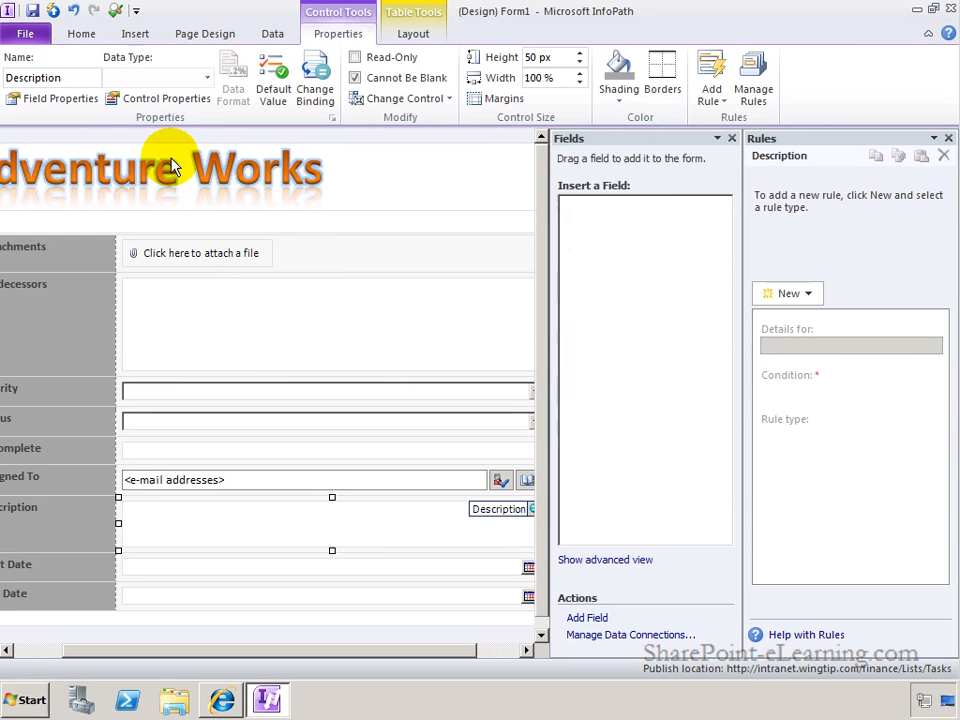 Control Tools
Table Tools
(Design) Form1 - Microsoft InfoPath
File
Home
Insert
Page Design
Data
Properties
Layout
Name:
Data Type:
Description
Field Properties
Control Properties
Data Format
Default Value
Change Binding
Read-Only
Cannot Be Blank
Change Control
Height
50 px
Width
100 %
Margins
Shading
Borders
Add Rule
Manage Rules
Properties
Modify
Control Size
Color
Rules
dventure Works
chments
Click here to attach a file
decessors
rity
us
omplete
gned To
<e-mail addresses>
cription
Description
t Date
Date
Fields
Drag a field to add it to the form.
Insert a Field:
Show advanced view
Actions
Add Field
Manage Data Connections...
Rules
Description
To add a new rule, click New and select
a rule type.
New
Details for:
Condition: *
Rule type:
Help with Rules
SharePoint-eLearning.com
Publish location: http://intranet.wingtip.com/finance/Lists/Tasks
Start